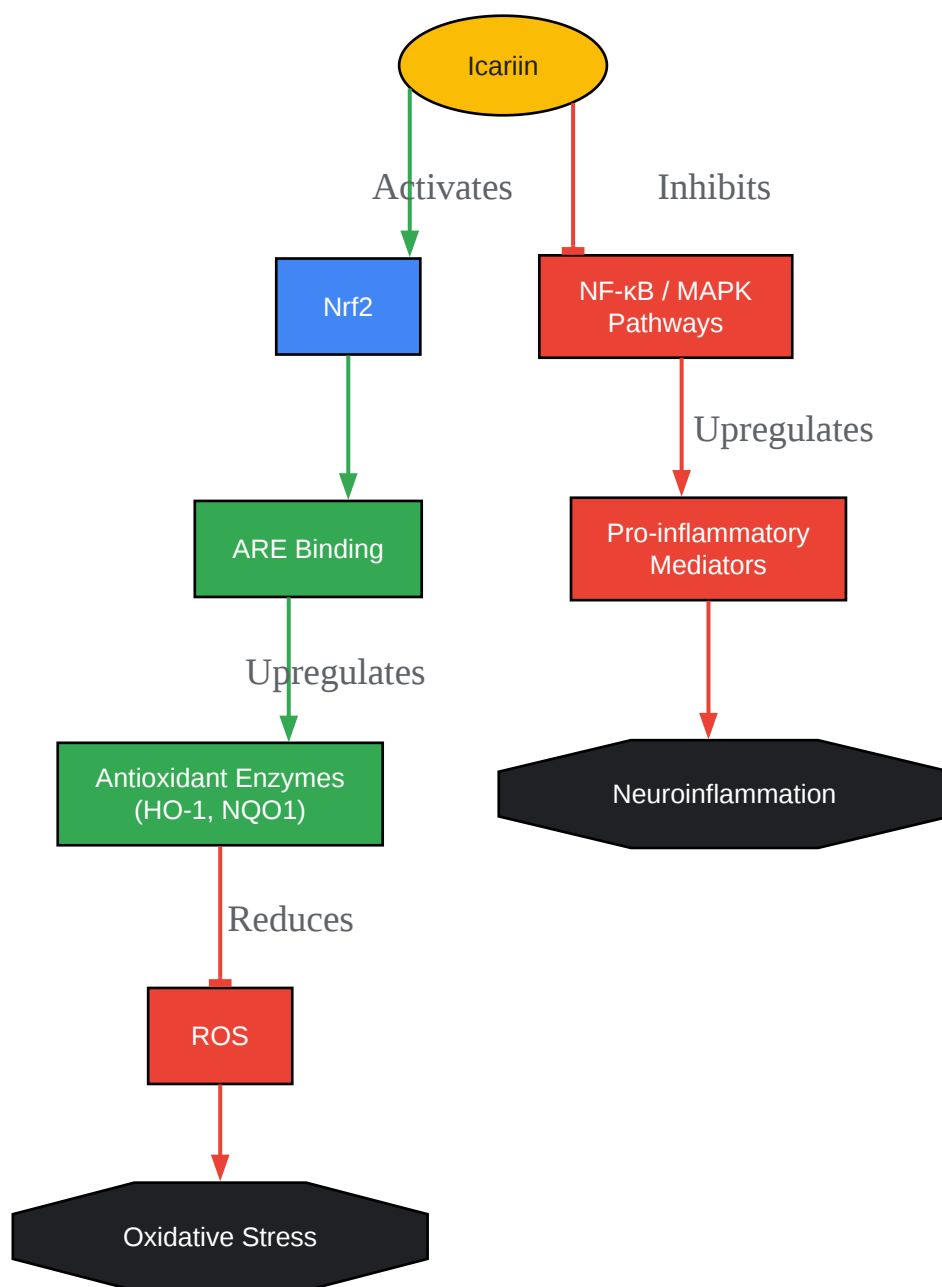 Icariin
Activates
Inhibits
Nrf2
NF-κB / MAPK
Pathways
Upregulates
ARE Binding
Pro-inflammatory
Mediators
Upregulates
Antioxidant Enzymes
(HO-1, NQO1)
Neuroinflammation
Reduces
ROS
Oxidative Stress